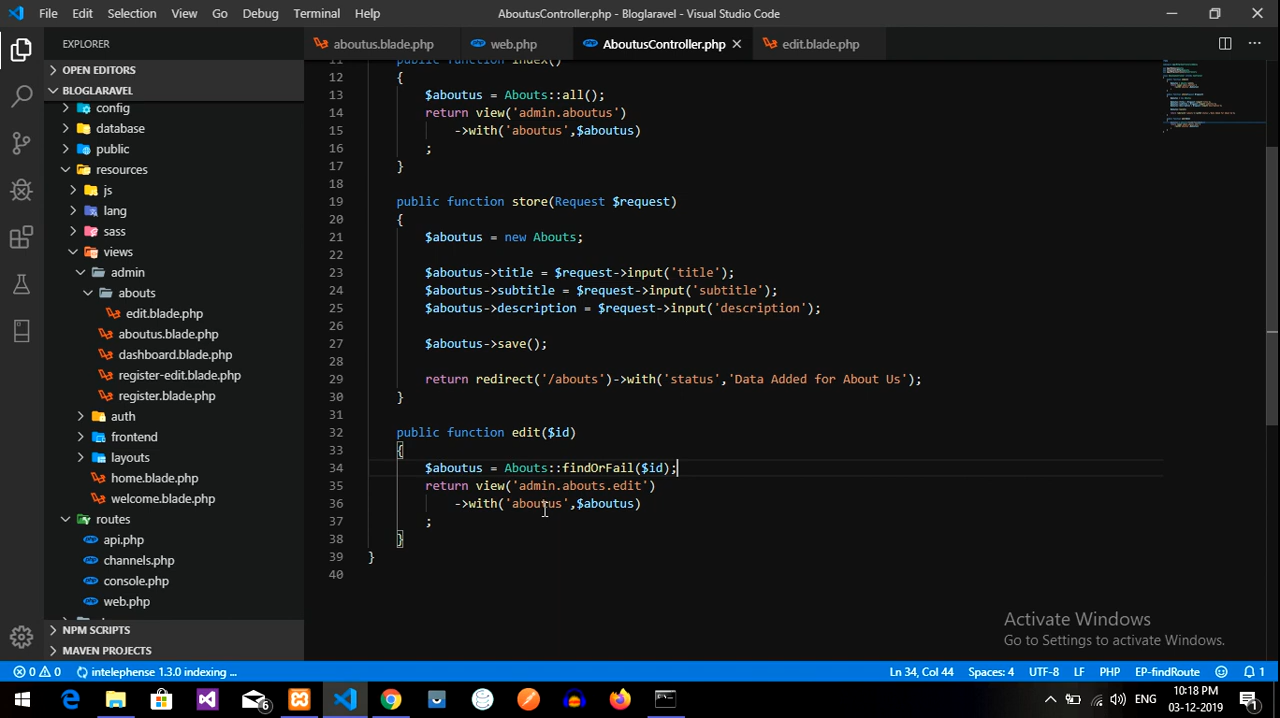 File Edit Selection View Go Debug Terminal Help AboutusController.php - Bloglaravel - Visual Studio Code
EXPLORER
aboutus.blade.php web.php AboutusController.php edit.blade.php
OPEN EDITORS
BLOGLARAVEL
config
database
public
resources
js
lang
sass
views
admin
abouts
edit.blade.php
aboutus.blade.php
dashboard.blade.php
register-edit.blade.php
register.blade.php
auth
frontend
layouts
home.blade.php
welcome.blade.php
routes
api.php
channels.php
console.php
web.php
NPM SCRIPTS
MAVEN PROJECTS
11 public function index()
12 {
13 $aboutus = Abouts::all();
14 return view('admin.aboutus')
15 ->with('aboutus',$aboutus)
16 ;
17 }
18
19 public function store(Request $request)
20 {
21 $aboutus = new Abouts;
22
23 $aboutus->title = $request->input('title');
24 $aboutus->subtitle = $request->input('subtitle');
25 $aboutus->description = $request->input('description');
26
27 $aboutus->save();
28
29 return redirect('/abouts')->with('status','Data Added for About Us');
30 }
31
32 public function edit($id)
33 {
34 $aboutus = Abouts::findOrFail($id);
35 return view('admin.abouts.edit')
36 ->with('aboutus',$aboutus)
37 ;
38 }
39 }
40
Activate Windows
Go to Settings to activate Windows.
0 0 intelephense 1.3.0 indexing ... Ln 34, Col 44 Spaces: 4 UTF-8 LF PHP EP-findRoute 1
6 ENG 10:18 PM
03-12-2019 1